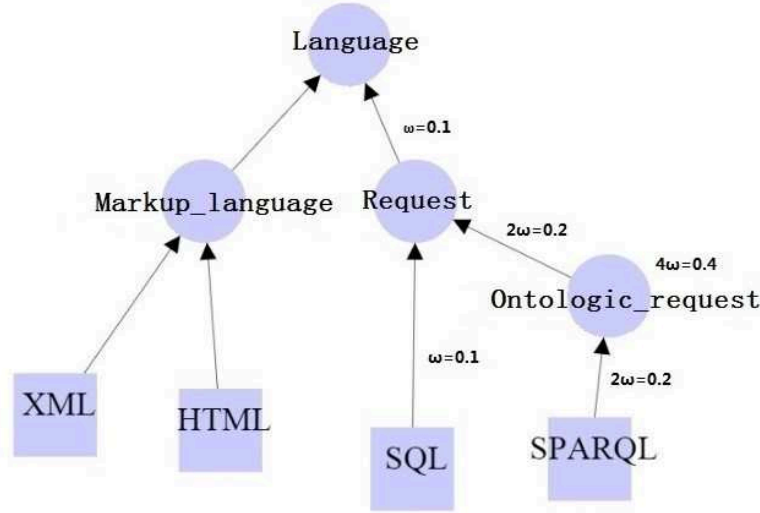 Language
ω=0.1
Markup_language
Request
2ω=0.2
4ω=0.4
Ontologic_request
ω=0.1
2ω=0.2
XML
HTML
SQL
SPARQL